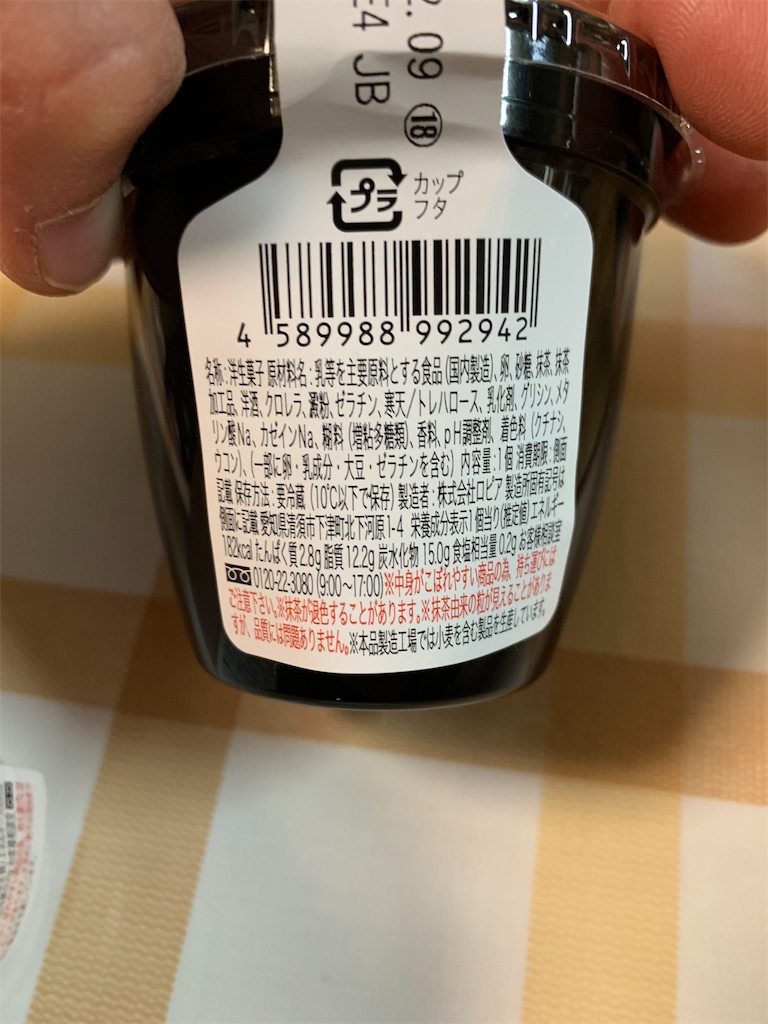 2. 09 ⑱
E4 JB
プラ
カップ
フタ
4 589988 992942
名称:洋生菓子 原材料名:乳等を主要原料とする食品(国内製造)、卵、砂糖、抹茶、抹茶
加工品、洋酒、クロレラ、澱粉、ゼラチン、寒天/トレハロース、乳化剤、グリシン、メタ
リン酸Na、カゼインNa、糊料(増粘多糖類)、香料、pH調整剤、着色料(クチナシ、
ウコン)、(一部に卵・乳成分・大豆・ゼラチンを含む) 内容量:1個 消費期限:側面
記載 保存方法:要冷蔵(10℃以下で保存) 製造者:株式会社ロピア 製造所固有記号は
側面に記載 愛知県清須市下津町北下河原1-4 栄養成分表示1個当り(推定値) エネルギー
182kcal たんぱく質2.8g 脂質12.2g 炭水化物15.0g 食塩相当量0.2g お客様相談室
0120-22-3080 (9:00〜17:00) ※中身がこぼれやすい商品の為、持ち運びには
ご注意下さい。※抹茶が退色することがあります。※抹茶由来の粒が見えることがありま
すが、品質には問題ありません。※本品製造工場では小麦を含む製品を生産しています。